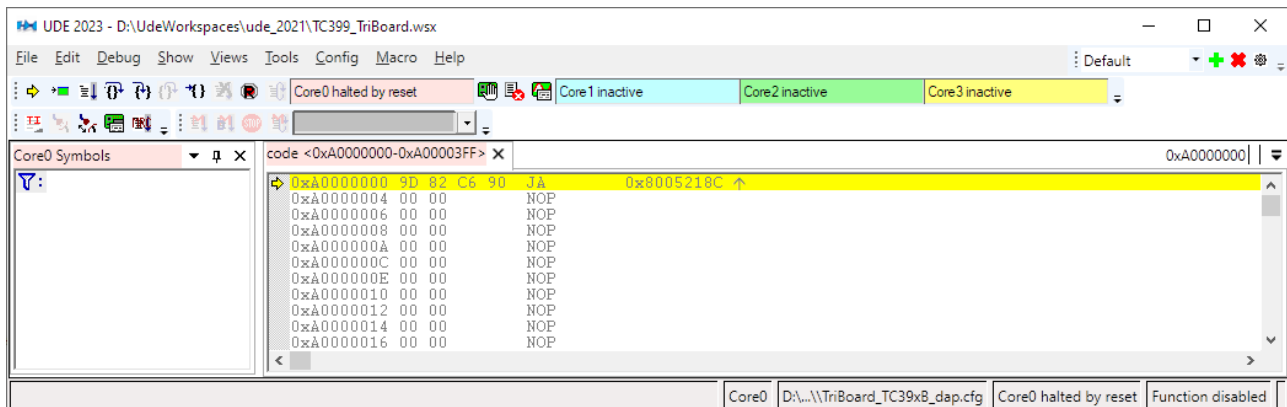 UDE 2023 - D:\UdeWorkspaces\ude_2021\TC399_TriBoard.wsx
File Edit Debug Show Views Tools Config Macro Help
Default
Core0 halted by reset Core1 inactive Core2 inactive Core3 inactive
STOP
Core0 Symbols
code <0xA0000000-0xA00003FF>
0xA0000000
0xA0000000 9D 82 C6 90 JA 0x8005218C ↑
0xA0000004 00 00 NOP
0xA0000006 00 00 NOP
0xA0000008 00 00 NOP
0xA000000A 00 00 NOP
0xA000000C 00 00 NOP
0xA000000E 00 00 NOP
0xA0000010 00 00 NOP
0xA0000012 00 00 NOP
0xA0000014 00 00 NOP
0xA0000016 00 00 NOP
Core0 D:\...\\TriBoard_TC39xB_dap.cfg Core0 halted by reset Function disabled